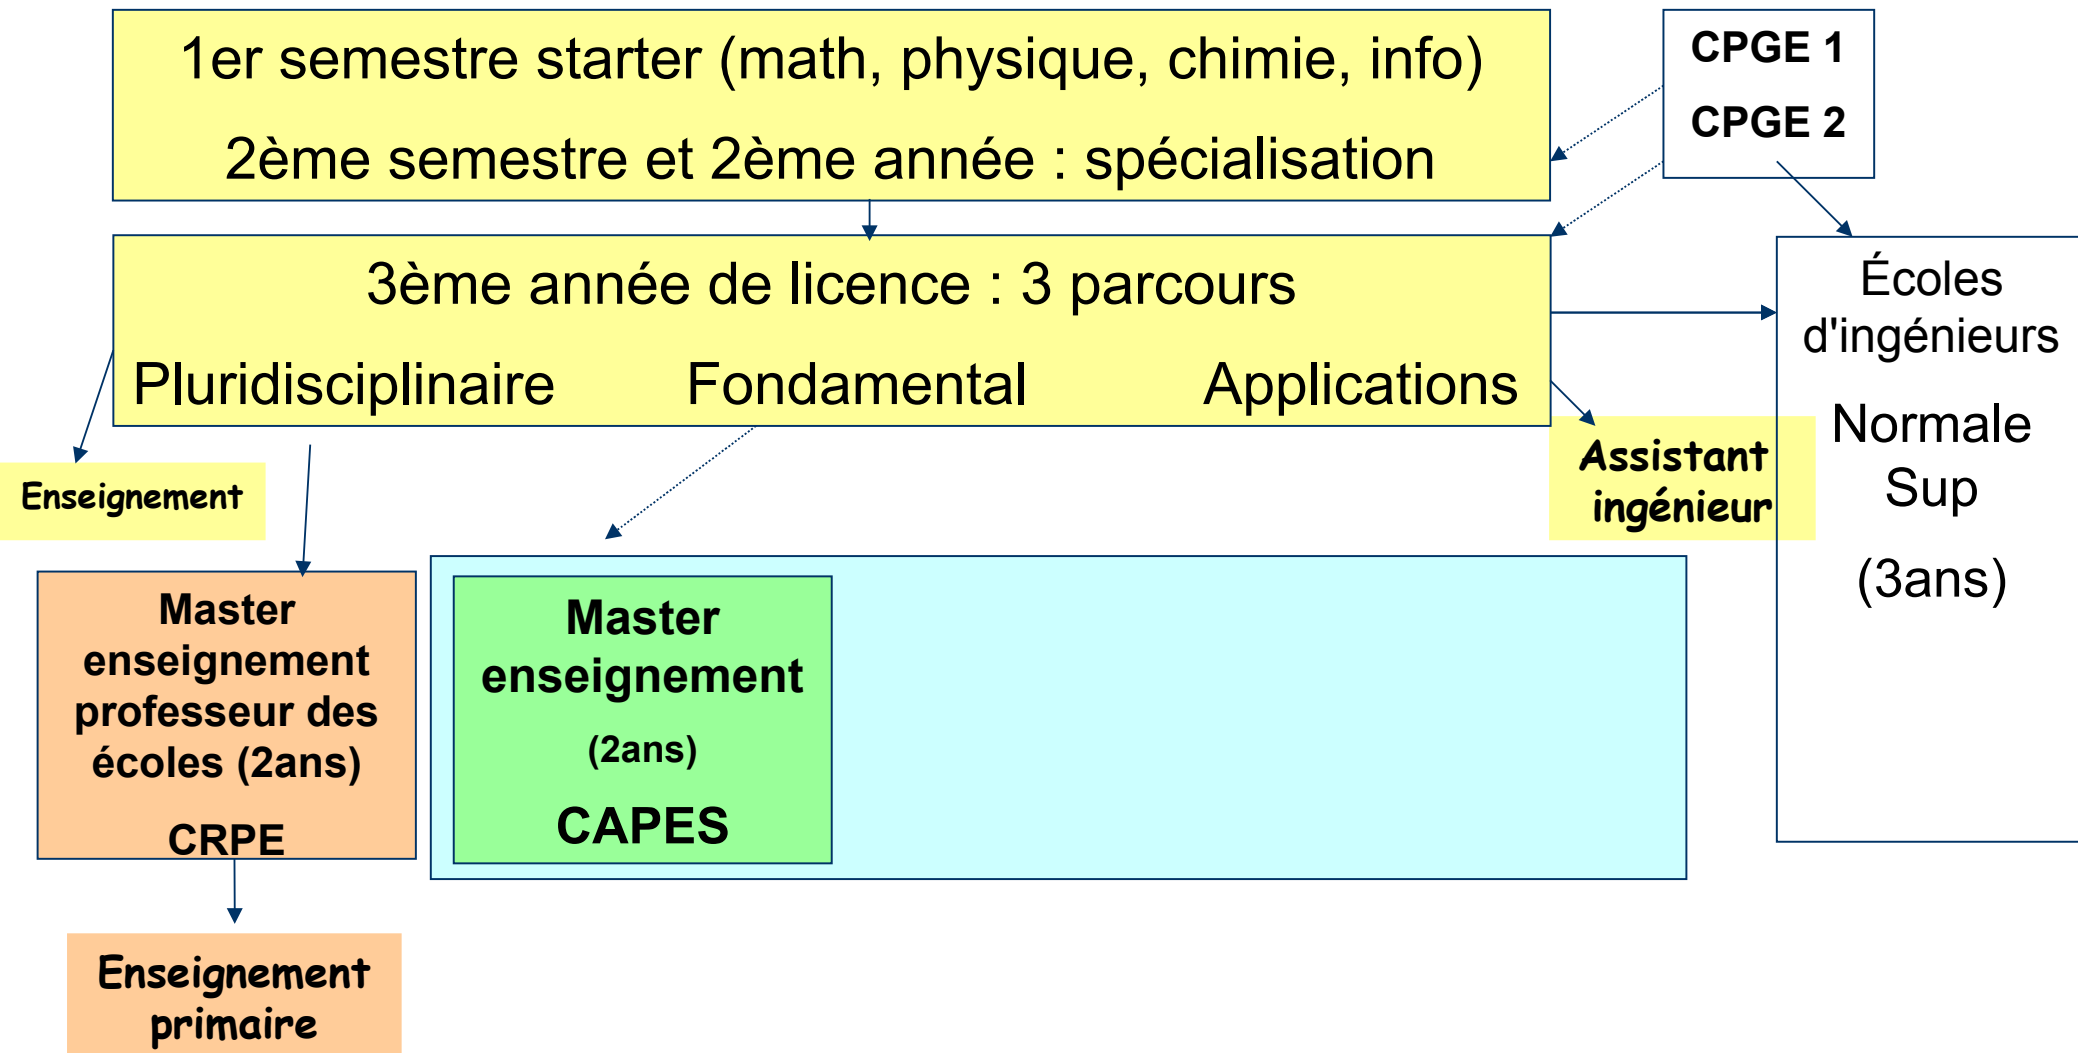 1er semestre starter (math, physique, chimie, info)
2ème semestre et 2ème année : spécialisation
CPGE 1
CPGE 2
3ème année de licence : 3 parcours
Pluridisciplinaire Fondamental Applications
Écoles
d'ingénieurs
Normale
Sup
(3ans)
Enseignement
Assistant
ingénieur
Master
enseignement
professeur des
écoles (2ans)
CRPE
Master
enseignement
(2ans)
CAPES
Enseignement
primaire